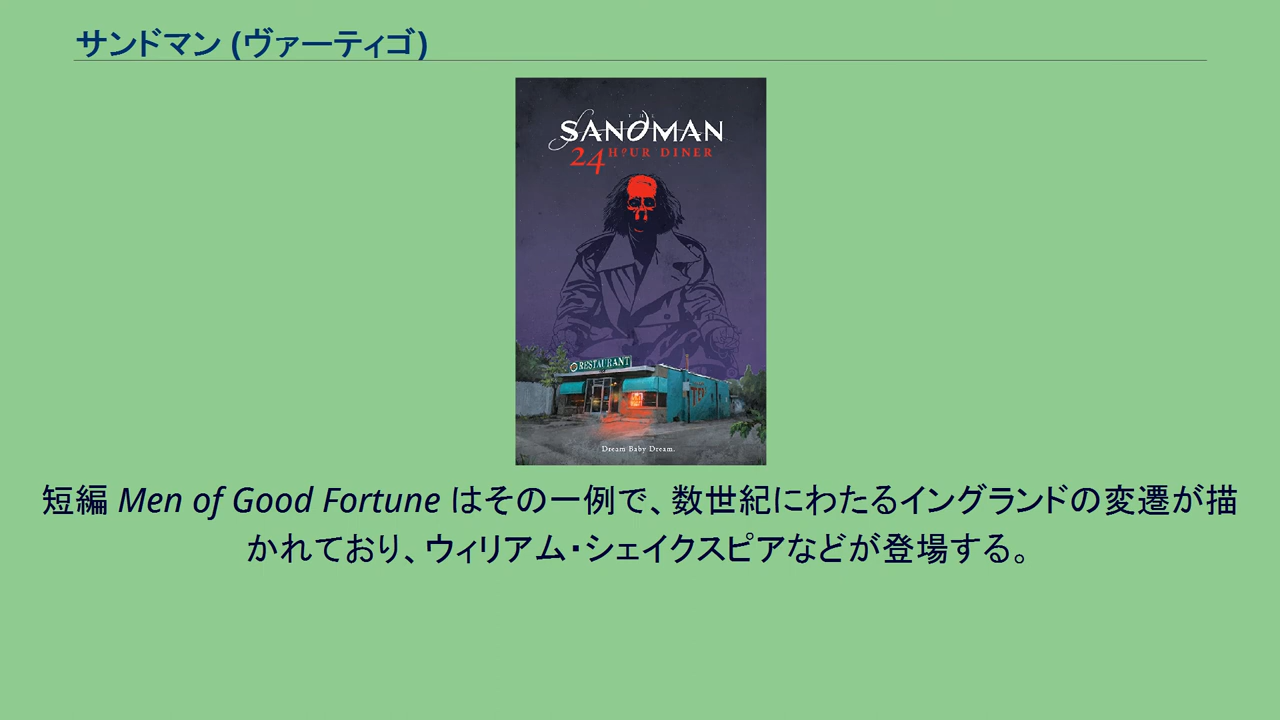 サンドマン (ヴァーティゴ)
THE
SANDMAN
24 HOUR DINER
RESTAURANT
Dream Baby Dream.
短編 Men of Good Fortune はその一例で、数世紀にわたるイングランドの変遷が描
かれており、ウィリアム・シェイクスピアなどが登場する。